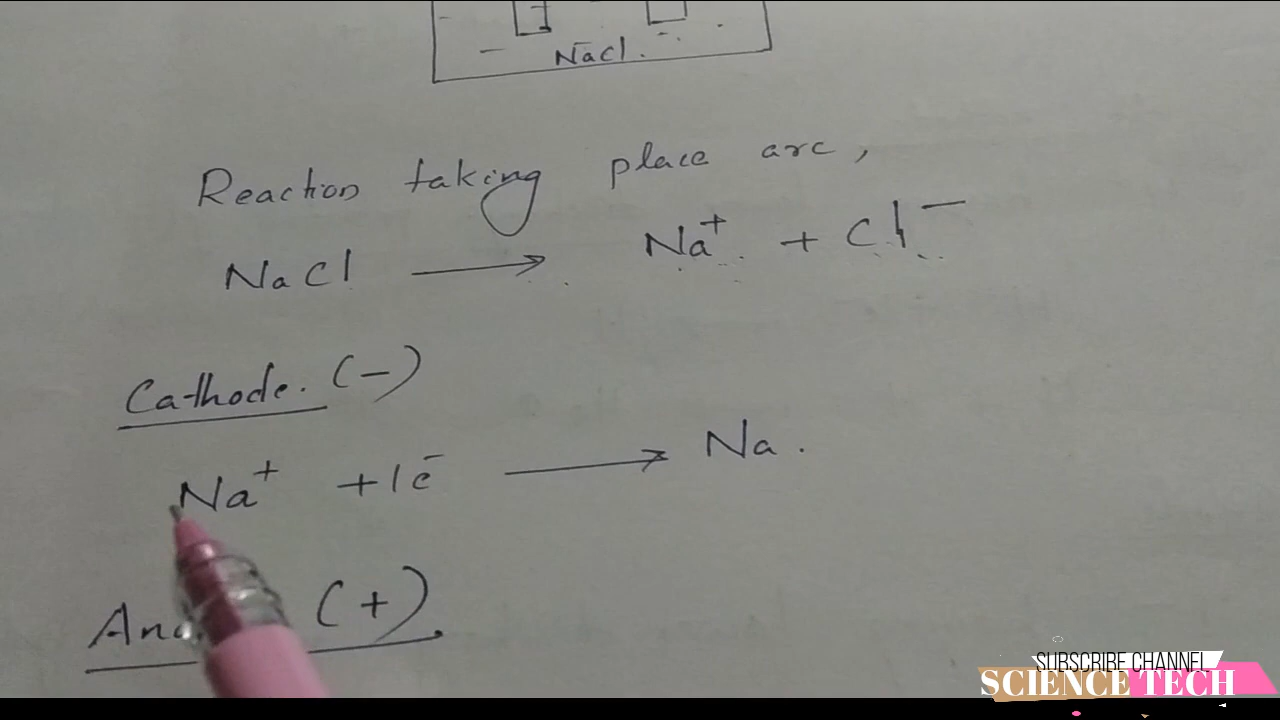 NaCl.
Reaction taking place are,
NaCl ⟶ Na⁺ + Cl⁻
Cathode. (-)
Na⁺ + 1e⁻ ⟶ Na.
(+)
SUBSCRIBE CHANNEL
SCIENCE TECH